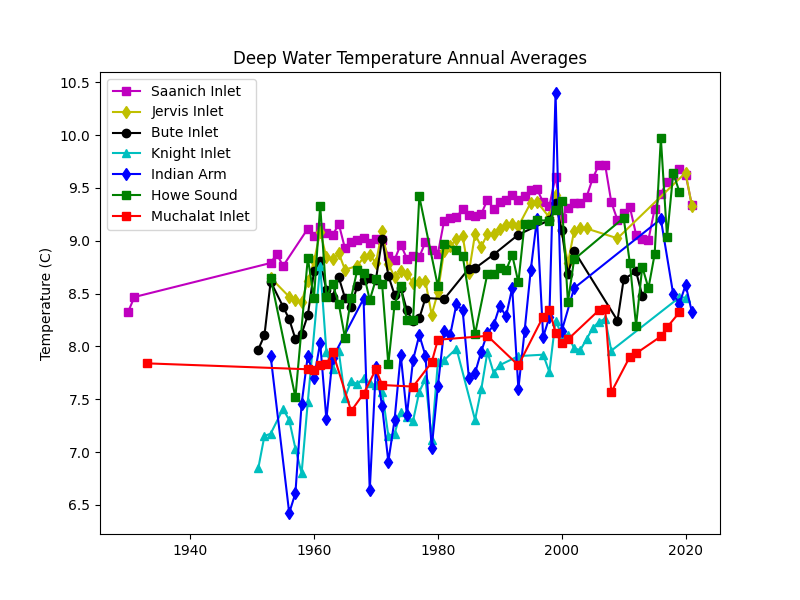 Deep Water Temperature Annual Averages
Saanich Inlet
Jervis Inlet
Bute Inlet
Knight Inlet
Indian Arm
Howe Sound
Muchalat Inlet
Temperature (C)
10.5
10.0
9.5
9.0
8.5
8.0
7.5
7.0
6.5
1940 1960 1980 2000 2020